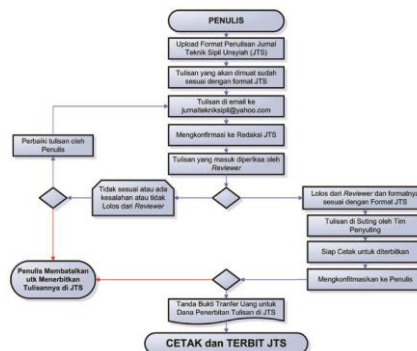 PENULIS
Upload Format Penulisan Jurnal
Teknik Sipil Unsyiah (JTS)
Tulisan yang akan dimuat sudah
sesuai dengan format JTS
Tulisan di email ke
jurnaltekniksipil@yahoo.com
Mengkonfirmasi ke Redaksi JTS
Tulisan yang masuk diperiksa oleh
Reviewer
Perbaiki tulisan oleh
Penulis
Tidak sesuai atau ada
kesalahan atau tidak
Lolos dari Reviewer
Lolos dari Reviewer dan formatnya
sesuai dengan Format JTS
Tulisan di Suting oleh Tim
Penyuting
Siap Cetak untuk diterbitkan
Mengkonfitmasikan ke Penulis
Penulis Membatalkan
utk Menerbitkan
Tulisannya di JTS
Tanda Bukti Tranfer Uang untuk
Dana Penerbitan Tulisan di JTS
CETAK dan TERBIT JTS